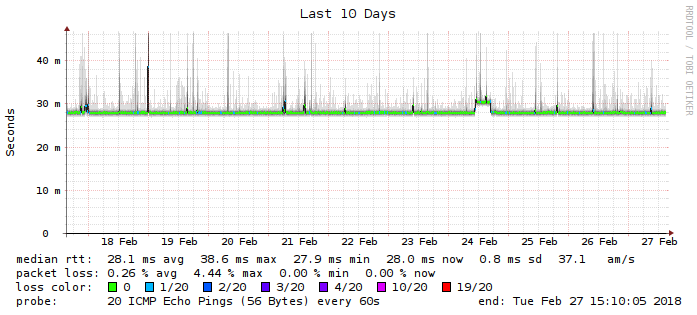 Last 10 Days
RRDTOOL / TOBI OETIKER
Seconds
40 m
30 m
20 m
10 m
0
18 Feb 19 Feb 20 Feb 21 Feb 22 Feb 23 Feb 24 Feb 25 Feb 26 Feb 27 Feb
median rtt: 28.1 ms avg 38.6 ms max 27.9 ms min 28.0 ms now 0.8 ms sd 37.1 am/s
packet loss: 0.26 % avg 4.44 % max 0.00 % min 0.00 % now
loss color: 0 1/20 2/20 3/20 4/20 10/20 19/20
probe: 20 ICMP Echo Pings (56 Bytes) every 60s end: Tue Feb 27 15:10:05 2018